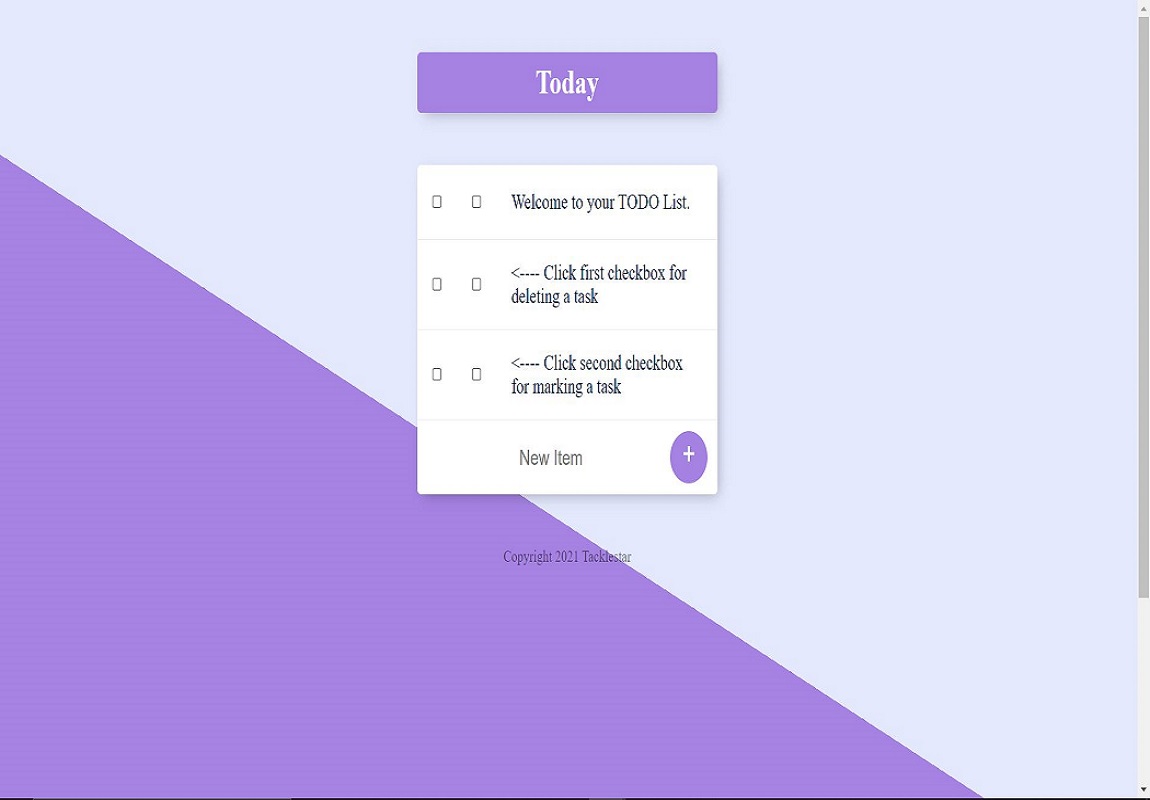 Today
Welcome to your TODO List.
<---- Click first checkbox for
deleting a task
<---- Click second checkbox
for marking a task
New Item
+
Copyright 2021 Tacklestar